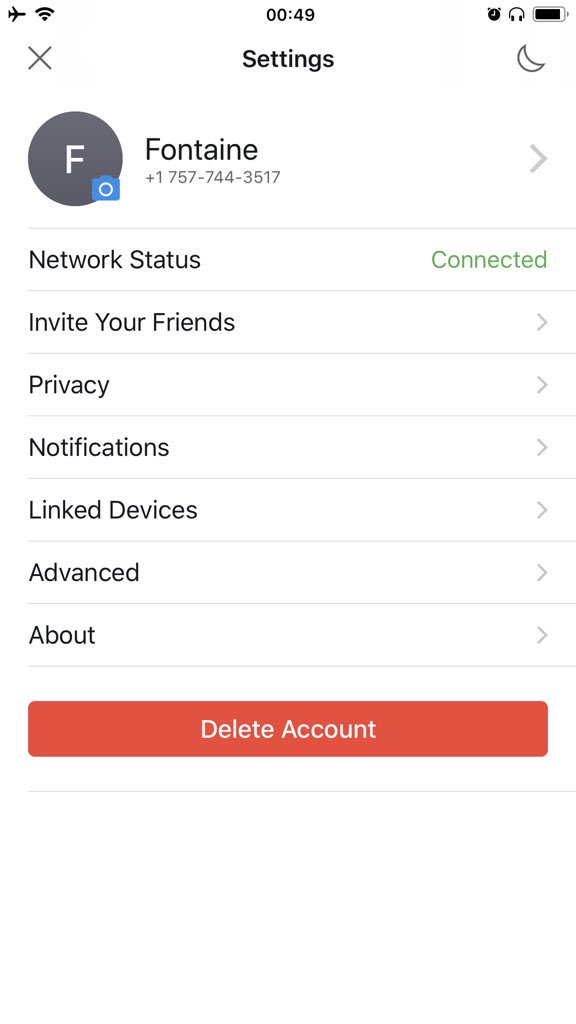 00:49
Settings
F
Fontaine
+1 757-744-3517
Network Status Connected
Invite Your Friends
Privacy
Notifications
Linked Devices
Advanced
About
Delete Account